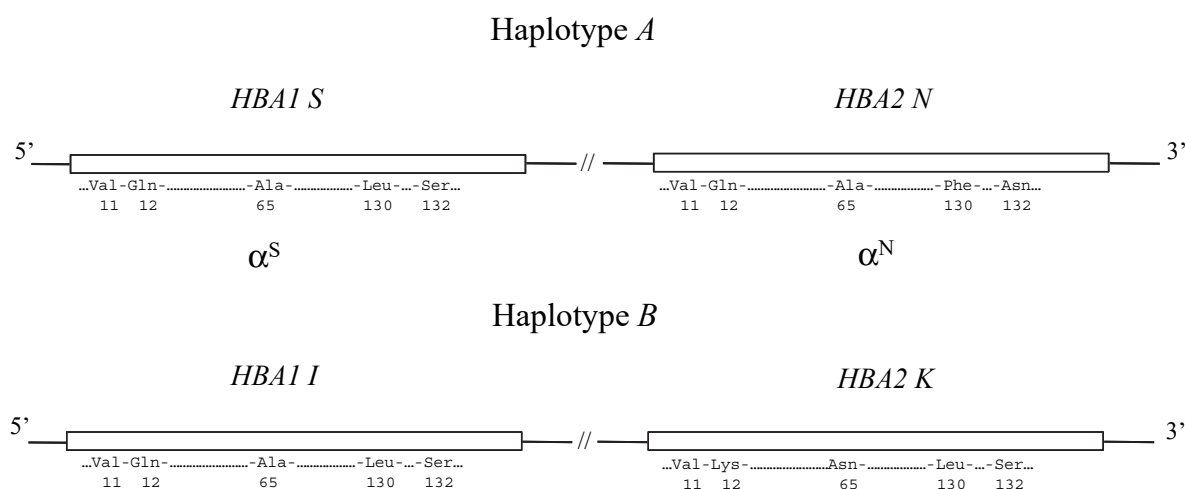 Haplotype A
HBA1 S HBA2 N
5’ // 3’
…Val-Gln-......................-Ala-..................-Leu-...-Ser… …Val-Gln-......................-Ala-..................-Phe-...-Asn…
11 12 65 130 132 11 12 65 130 132
αS αN
Haplotype B
HBA1 I HBA2 K
5’ // 3’
…Val-Gln-......................-Ala-..................-Leu-...-Ser… …Val-Lys-......................Asn-..................-Leu-...-Ser…
11 12 65 130 132 11 12 65 130 132